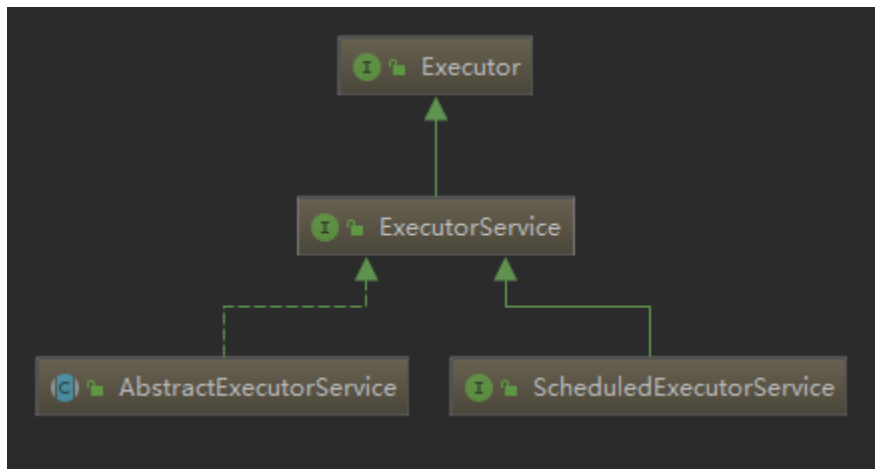 I Executor
I ExecutorService
C AbstractExecutorService
I ScheduledExecutorService